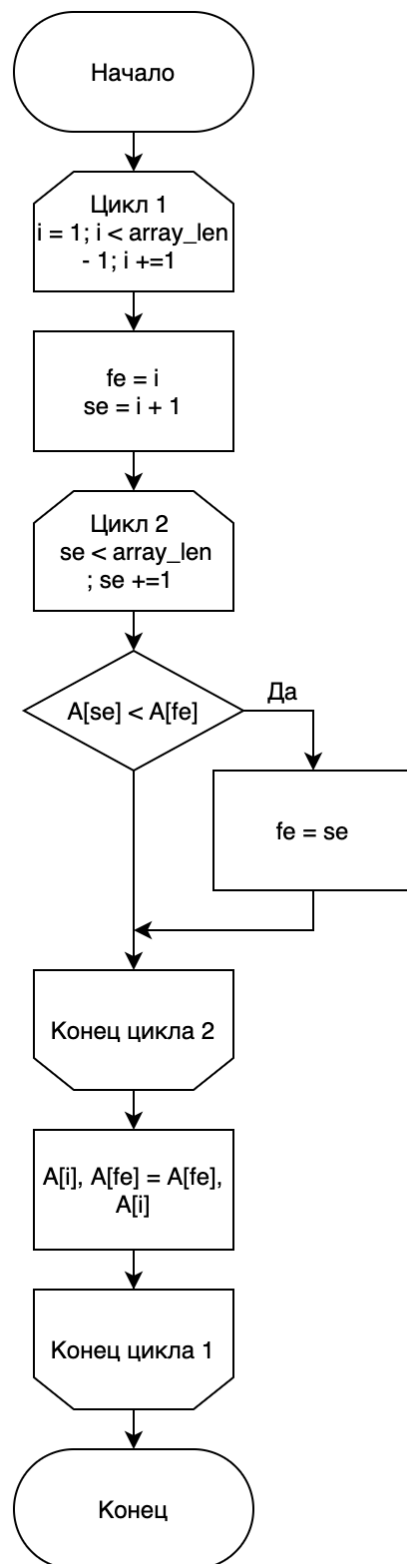 Начало
Цикл 1
i = 1; i < array_len
- 1; i +=1
fe = i
se = i + 1
Цикл 2
se < array_len
; se +=1
A[se] < A[fe]
Да
fe = se
Конец цикла 2
A[i], A[fe] = A[fe],
A[i]
Конец цикла 1
Конец